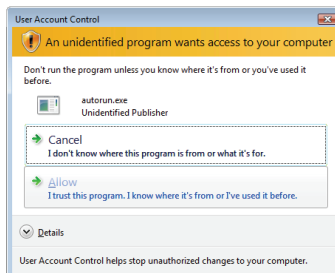 User Account Control
An unidentified program wants access to your computer
Don't run the program unless you know where it's from or you've used it
before.
autorun.exe
Unidentified Publisher
Cancel
I don't know where this program is from or what it's for.
Allow
I trust this program. I know where it's from or I've used it before.
Details
User Account Control helps stop unauthorized changes to your computer.